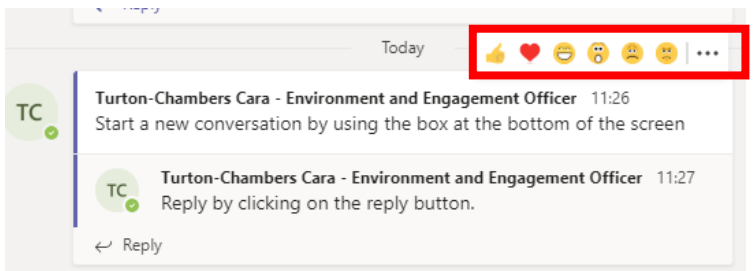 Reply
Today
TC
Turton-Chambers Cara - Environment and Engagement Officer 11:26
Start a new conversation by using the box at the bottom of the screen
TC
Turton-Chambers Cara - Environment and Engagement Officer 11:27
Reply by clicking on the reply button.
Reply